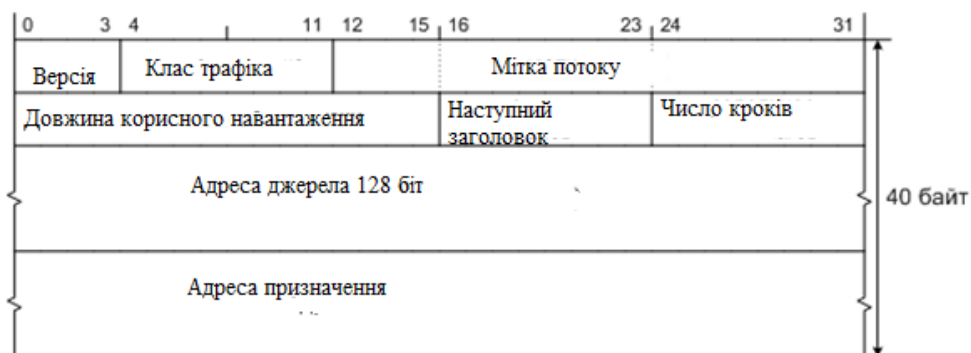 0 3 4 11 12 15 16 23 24 31
Версія Клас трафіка Мітка потоку
Довжина корисного навантаження Наступний заголовок Число кроків
Адреса джерела 128 біт
40 байт
Адреса призначення